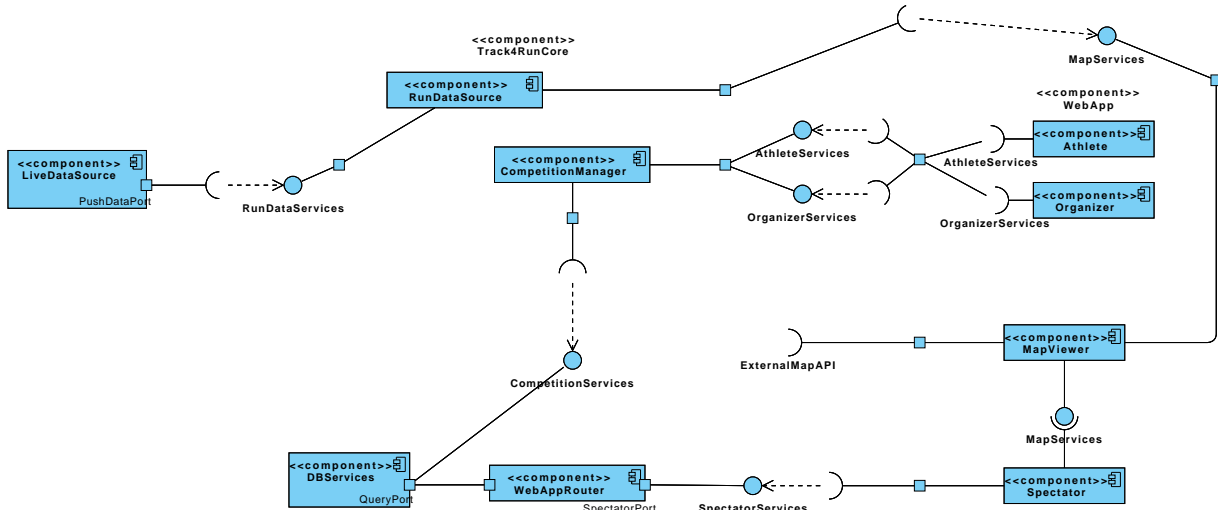 <<component>>
Track4RunCore
MapServices
<<component>>
RunDataSource
<<component>>
WebApp
<<component>>
Athlete
AthleteServices
AthleteServices
<<component>>
CompetitionManager
<<component>>
LiveDataSource
PushDataPort
RunDataServices
<<component>>
Organizer
OrganizerServices
OrganizerServices
<<component>>
MapViewer
ExternalMapAPI
CompetitionServices
MapServices
<<component>>
DBServices
QueryPort
<<component>>
WebAppRouter
SpectatorPort
SpectatorServices
<<component>>
Spectator